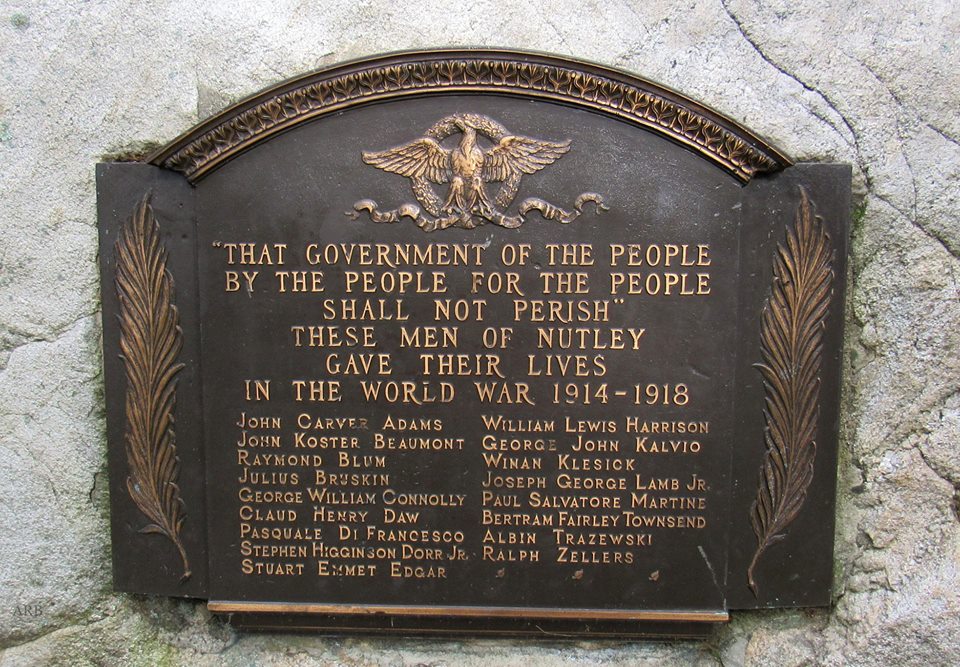 "THAT GOVERNMENT OF THE PEOPLE
BY THE PEOPLE FOR THE PEOPLE
SHALL NOT PERISH"
THESE MEN OF NUTLEY
GAVE THEIR LIVES
IN THE WORLD WAR 1914-1918
JOHN CARVER ADAMS
JOHN KOSTER BEAUMONT
RAYMOND BLUM
JULIUS BRUSKIN
GEORGE WILLIAM CONNOLLY
CLAUD HENRY DAW
PASQUALE DI FRANCESCO
STEPHEN HIGGINSON DORR JR.
STUART EMMET EDGAR
WILLIAM LEWIS HARRISON
GEORGE JOHN KALVIO
WINAN KLESICK
JOSEPH GEORGE LAMB JR.
PAUL SALVATORE MARTINE
BERTRAM FAIRLEY TOWNSEND
ALBIN TRAZAWSKI
RALPH ZELLERS
ARB